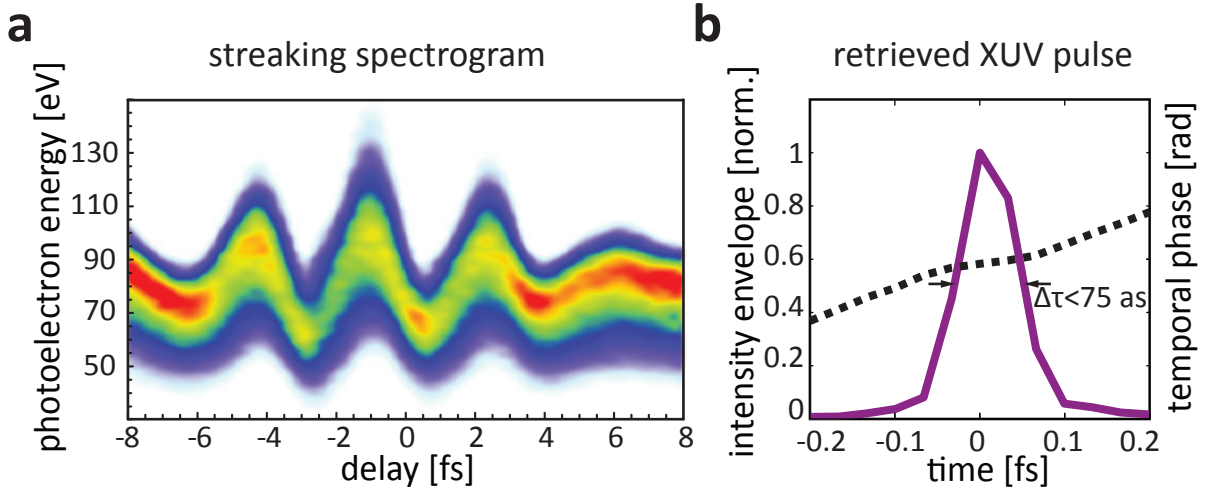 a
streaking spectrogram
photoelectron energy [eV]
130
110
90
70
50
-8
-6
-4
-2
0
2
4
6
8
delay [fs]
b
retrieved XUV pulse
intensity envelope [norm.]
1
0.8
0.6
0.4
0.2
0
Δτ<75 as
temporal phase [rad]
-0.2
-0.1
0
0.1
0.2
time [fs]